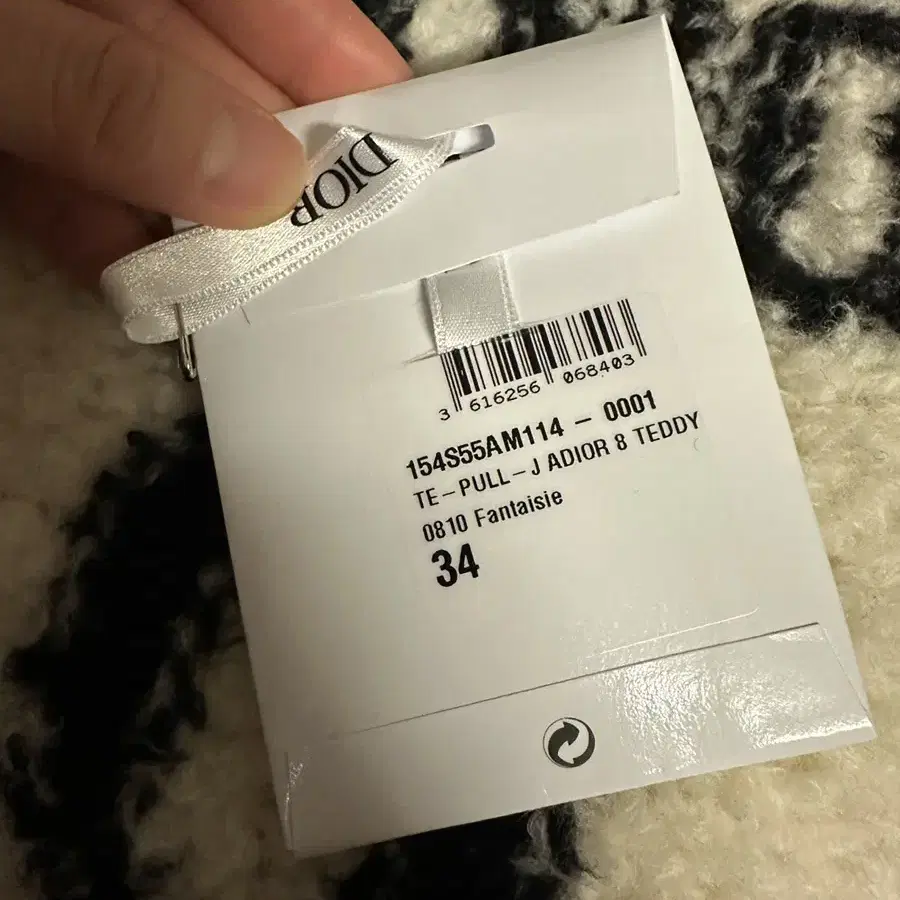 DIOR
3 616256 068403
154S55AM114 – 0001
TE–PULL–J ADIOR 8 TEDDY
0810 Fantaisie
34